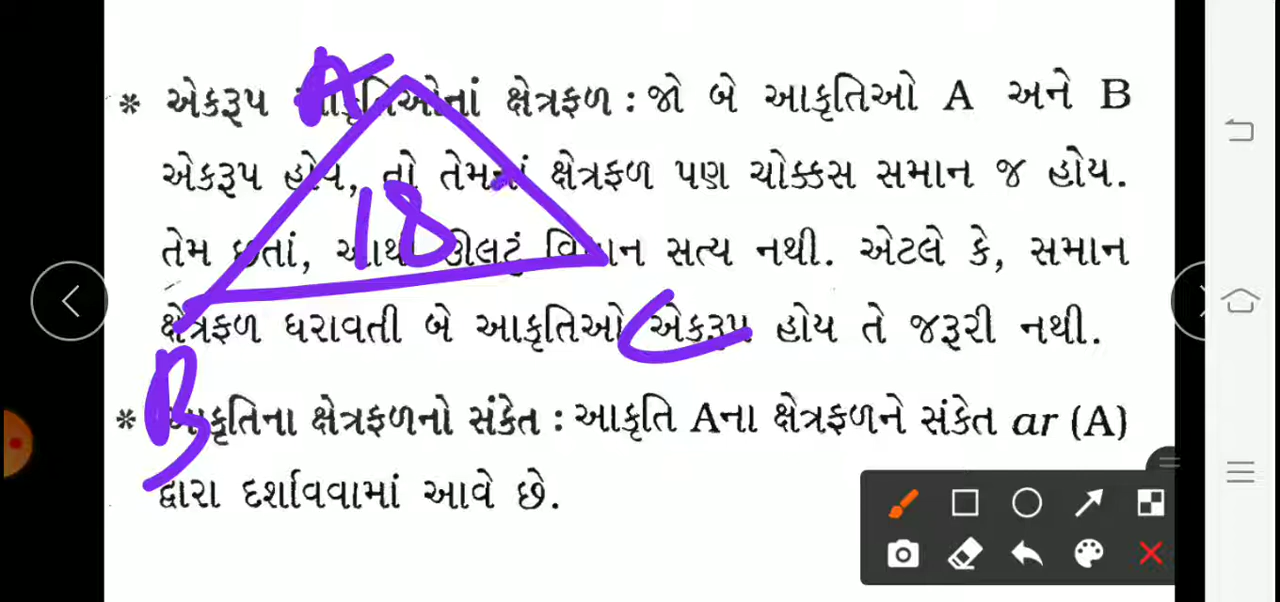 * એકરૂપ આકૃતિઓનાં ક્ષેત્રફળ : જો બે આકૃતિઓ A અને B
એકરૂપ હોય, તો તેમનાં ક્ષેત્રફળ પણ ચોક્કસ સમાન જ હોય.
તેમ છતાં, આથી ઊલટું વિધાન સત્ય નથી. એટલે કે, સમાન
ક્ષેત્રફળ ધરાવતી બે આકૃતિઓ એકરૂપ હોય તે જરૂરી નથી.
* આકૃતિના ક્ષેત્રફળનો સંકેત : આકૃતિ Aના ક્ષેત્રફળને સંકેત ar (A)
દ્વારા દર્શાવવામાં આવે છે.
A
18
B
C